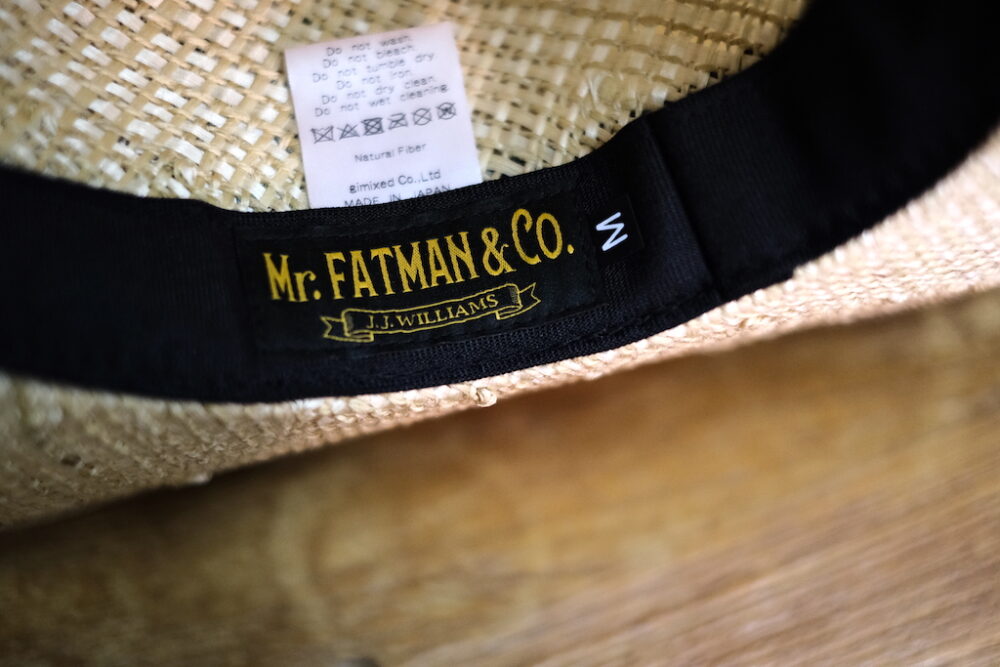 Do not wash.
Do not bleach.
Do not tumble dry.
Do not iron.
Do not dry clean.
Do not wet cleaning.
Natural Fiber
gimixed Co.,Ltd
MADE IN JAPAN
Mr. FATMAN & CO.
J.J. WILLIAMS
M